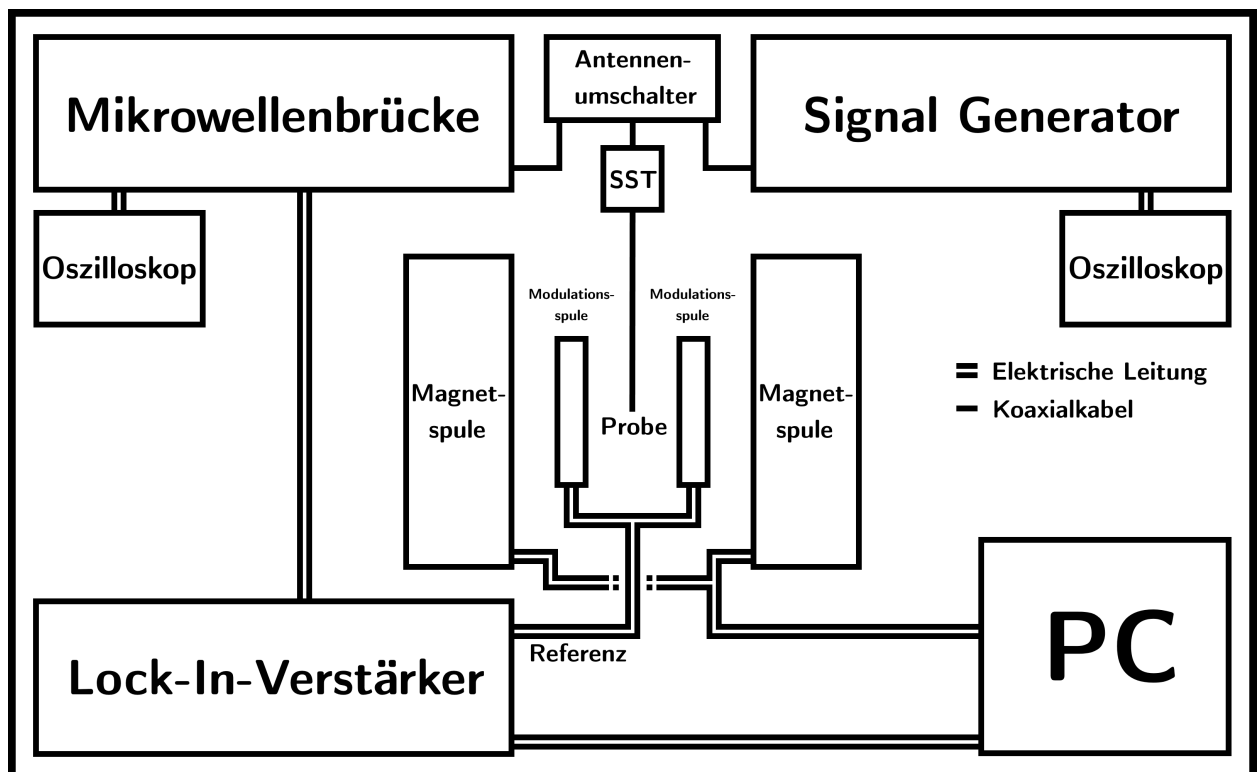 Mikrowellenbrücke
Antennen-
umschalter
Signal Generator
SST
Oszilloskop
Oszilloskop
Modulations-
spule
Modulations-
spule
Magnet-
spule
Probe
Magnet-
spule
Elektrische Leitung
Koaxialkabel
Referenz
Lock-In-Verstärker
PC